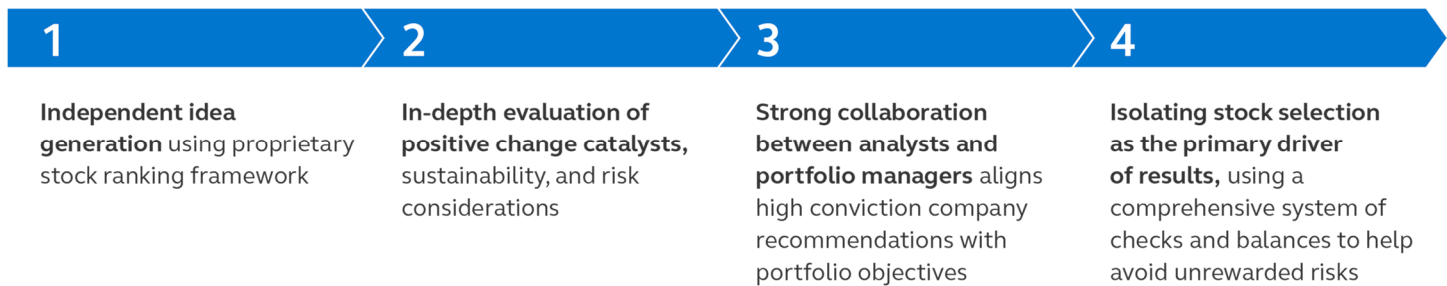 1
Independent idea
generation using proprietary
stock ranking framework
2
In-depth evaluation of
positive change catalysts,
sustainability, and risk
considerations
3
Strong collaboration
between analysts and
portfolio managers aligns
high conviction company
recommendations with
portfolio objectives
4
Isolating stock selection
as the primary driver
of results, using a
comprehensive system of
checks and balances to help
avoid unrewarded risks